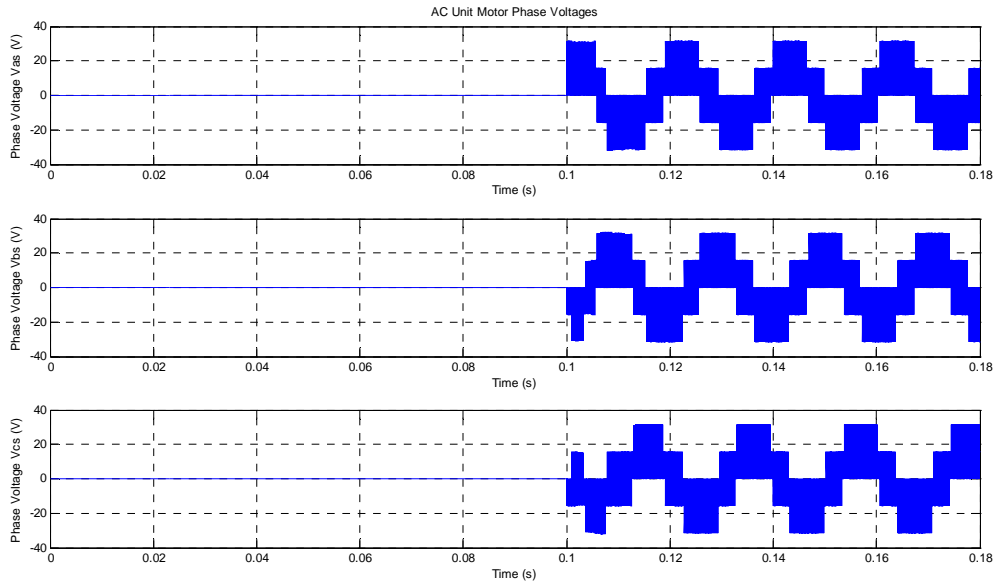 AC Unit Motor Phase Voltages
Phase Voltage Vas (V)
40
20
0
-20
-40
0 0.02 0.04 0.06 0.08 0.1 0.12 0.14 0.16 0.18
Time (s)
Phase Voltage Vbs (V)
40
20
0
-20
-40
0 0.02 0.04 0.06 0.08 0.1 0.12 0.14 0.16 0.18
Time (s)
Phase Voltage Vcs (V)
40
20
0
-20
-40
0 0.02 0.04 0.06 0.08 0.1 0.12 0.14 0.16 0.18
Time (s)